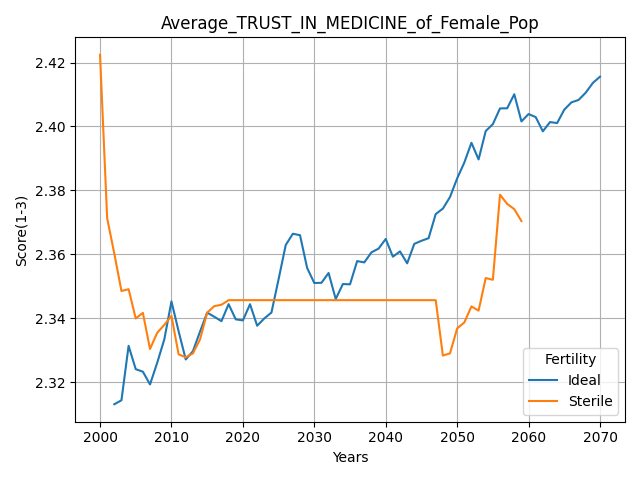 Average_TRUST_IN_MEDICINE_of_Female_Pop
Score(1-3)
2.42
2.40
2.38
2.36
2.34
2.32
Fertility
Ideal
Sterile
2000 2010 2020 2030 2040 2050 2060 2070
Years